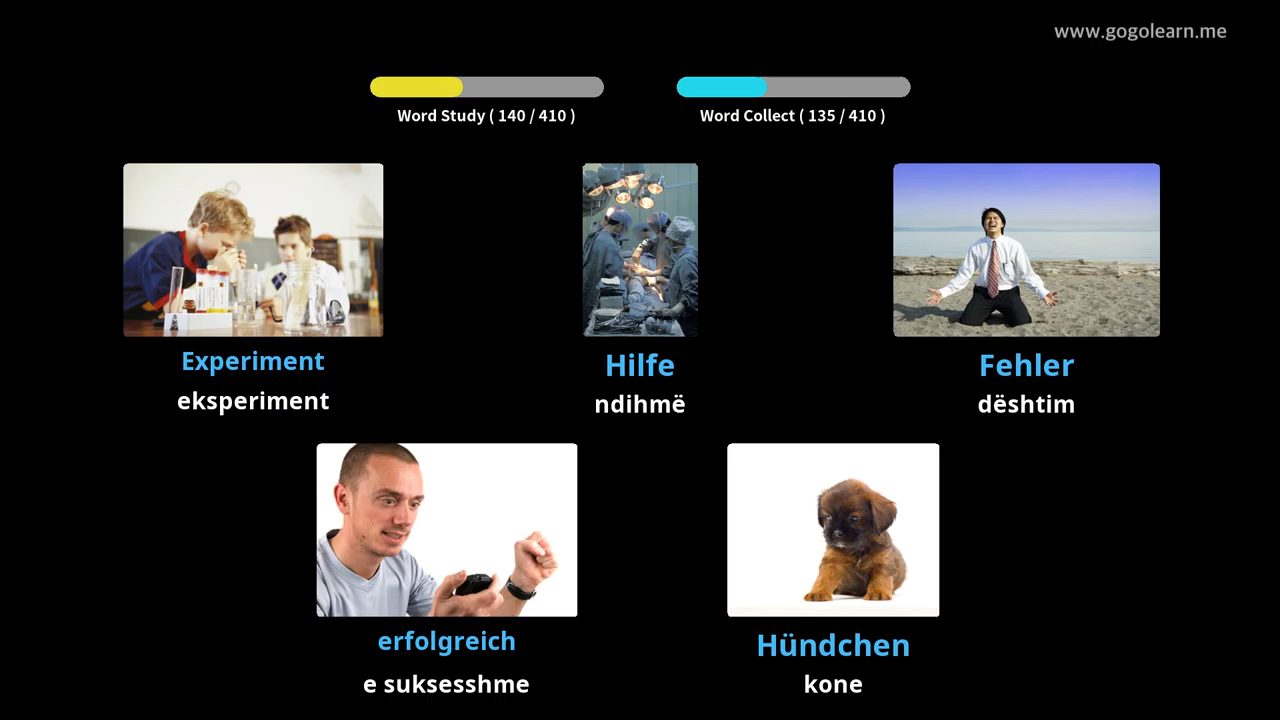 www.gogolearn.me
Word Study ( 140 / 410 )
Word Collect ( 135 / 410 )
Experiment
eksperiment
Hilfe
ndihmë
Fehler
dështim
erfolgreich
e suksesshme
Hündchen
kone